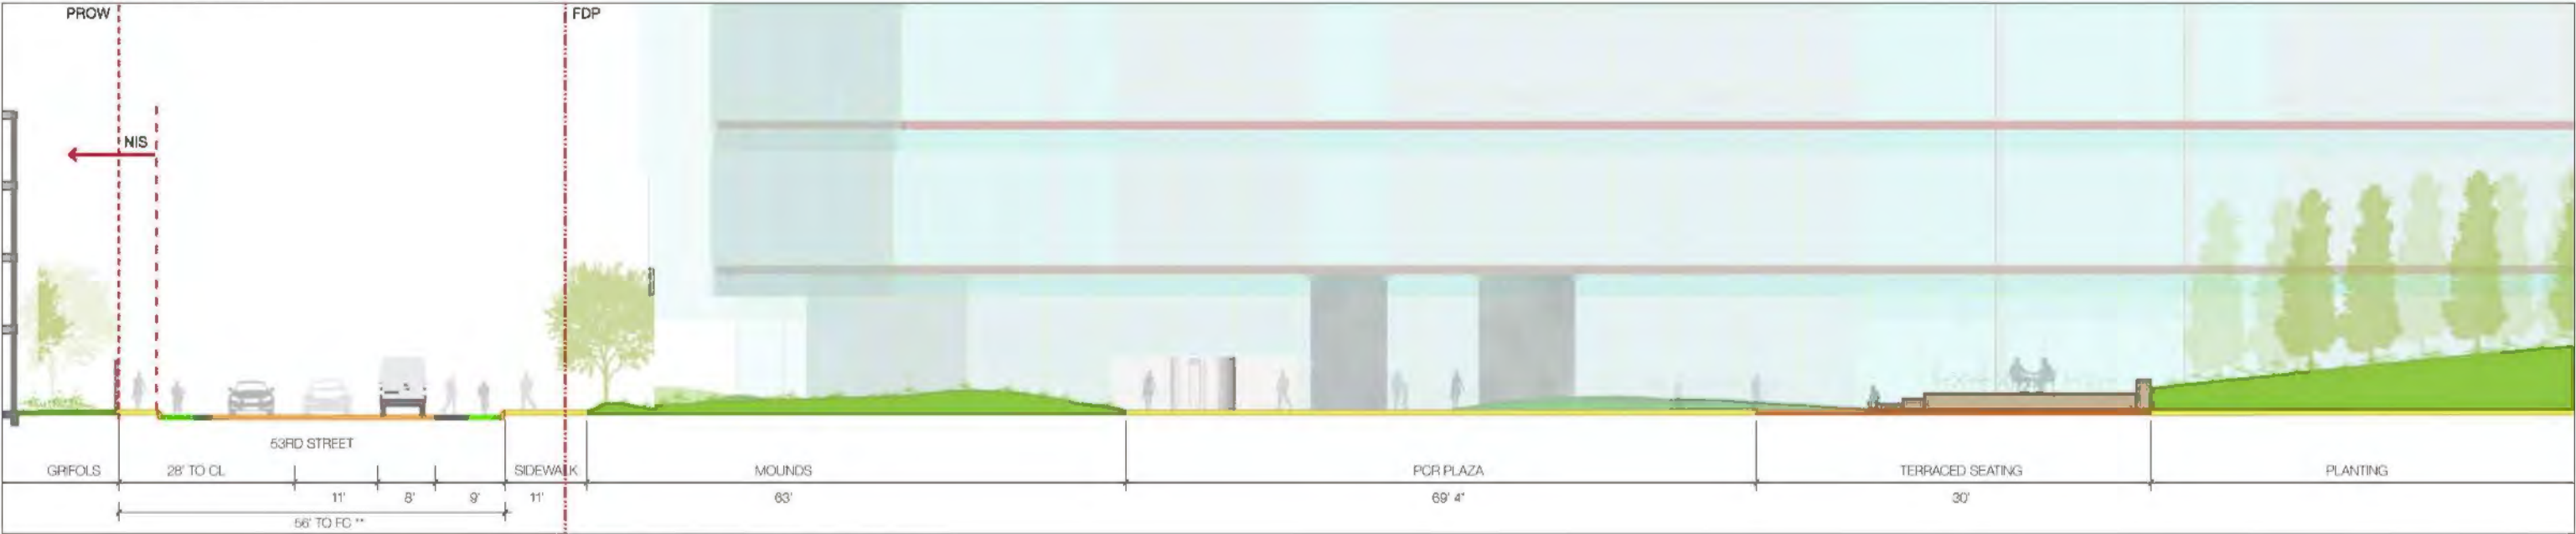 PROW
FDP
NIS
53RD STREET
GRIFOLS
28' TO CL
SIDEWALK
MOUNDS
PCR PLAZA
TERRACED SEATING
PLANTING
11'
8'
9'
11'
63'
69' 4"
30'
56' TO FC **